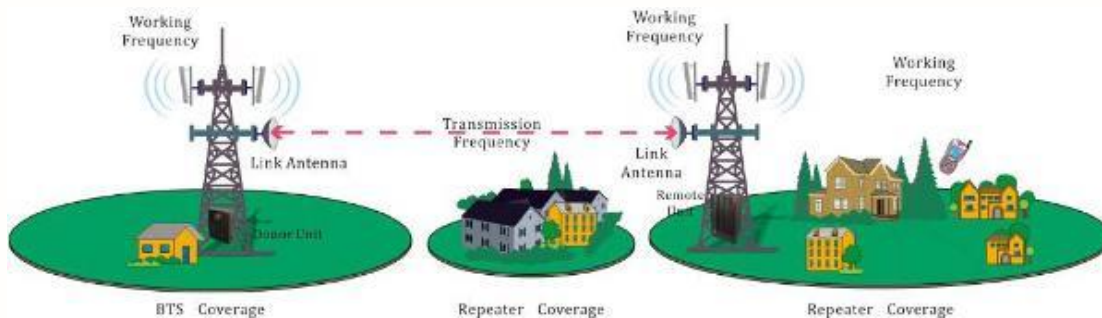 Working
Frequency
Working
Frequency
Working
Frequency
Transmission
Frequency
Link Antenna
Link
Antenna
Remote
Unit
Donor Unit
BTS Coverage
Repeater Coverage
Repeater Coverage